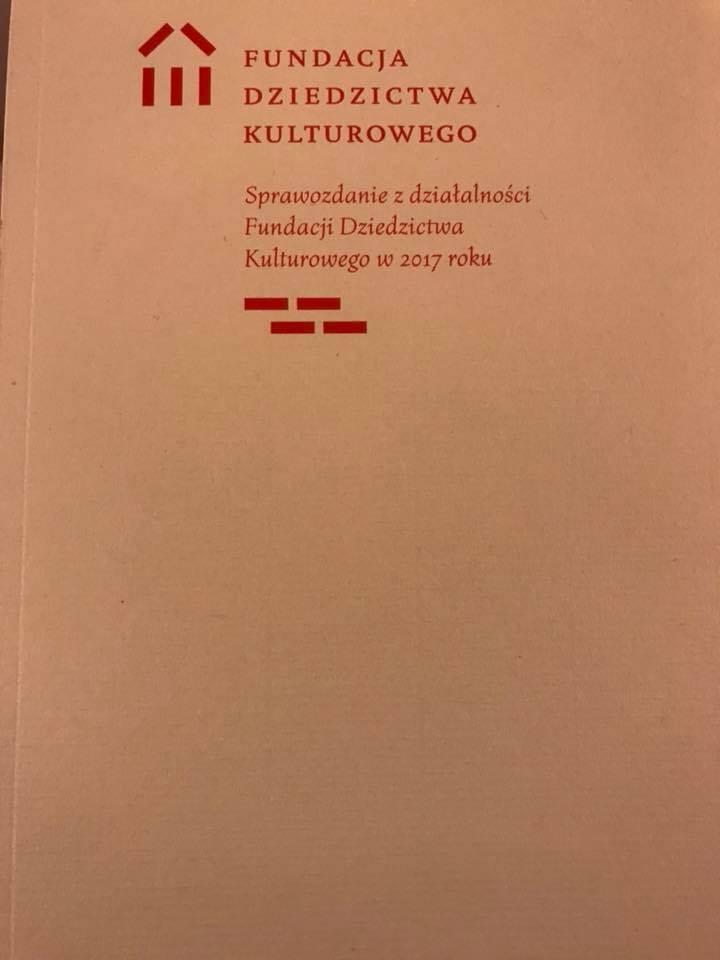 FUNDACJA
DZIEDZICTWA
KULTUROWEGO
Sprawozdanie z działalności
Fundacji Dziedzictwa
Kulturowego w 2017 roku